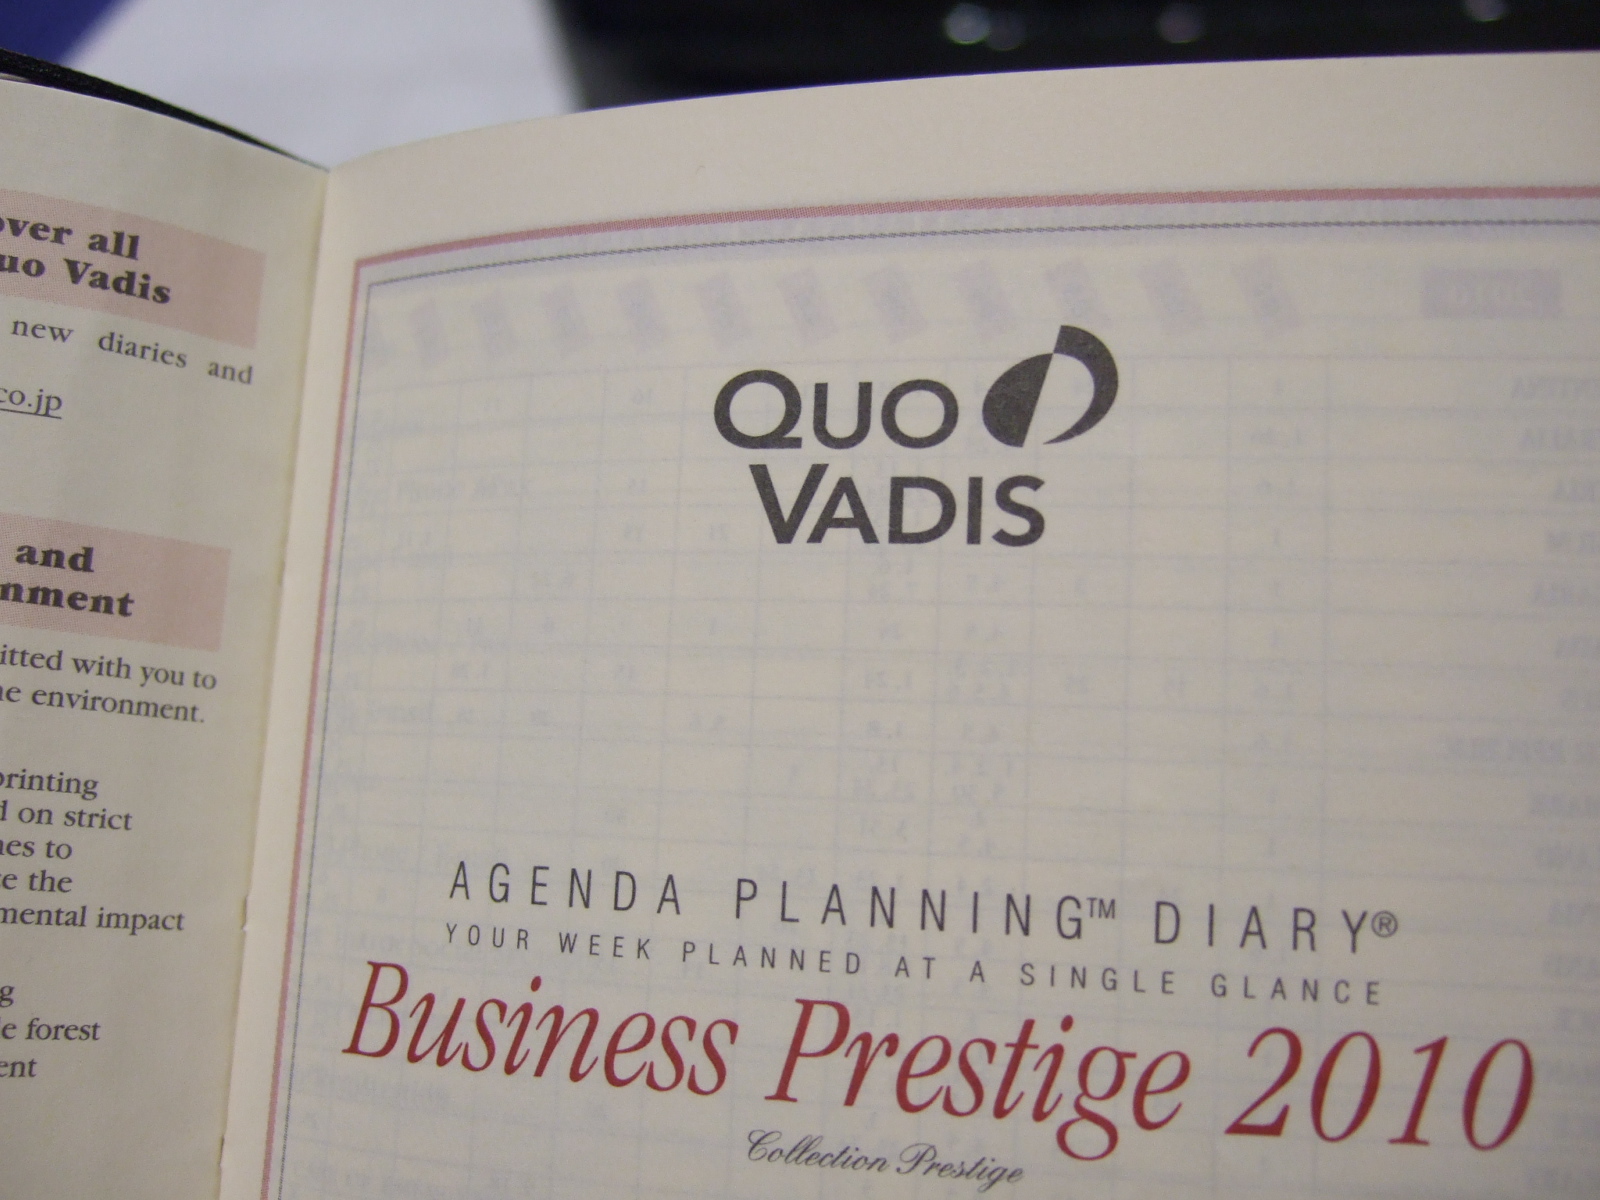 over all
uo Vadis
new diaries and
co.jp
and
nment
itted with you to
ne environment.
printing
d on strict
nes to
e the
mental impact
g
e forest
ent
QUO
VADIS
AGENDA PLANNING™ DIARY®
YOUR WEEK PLANNED AT A SINGLE GLANCE
Business Prestige 2010
Collection Prestige